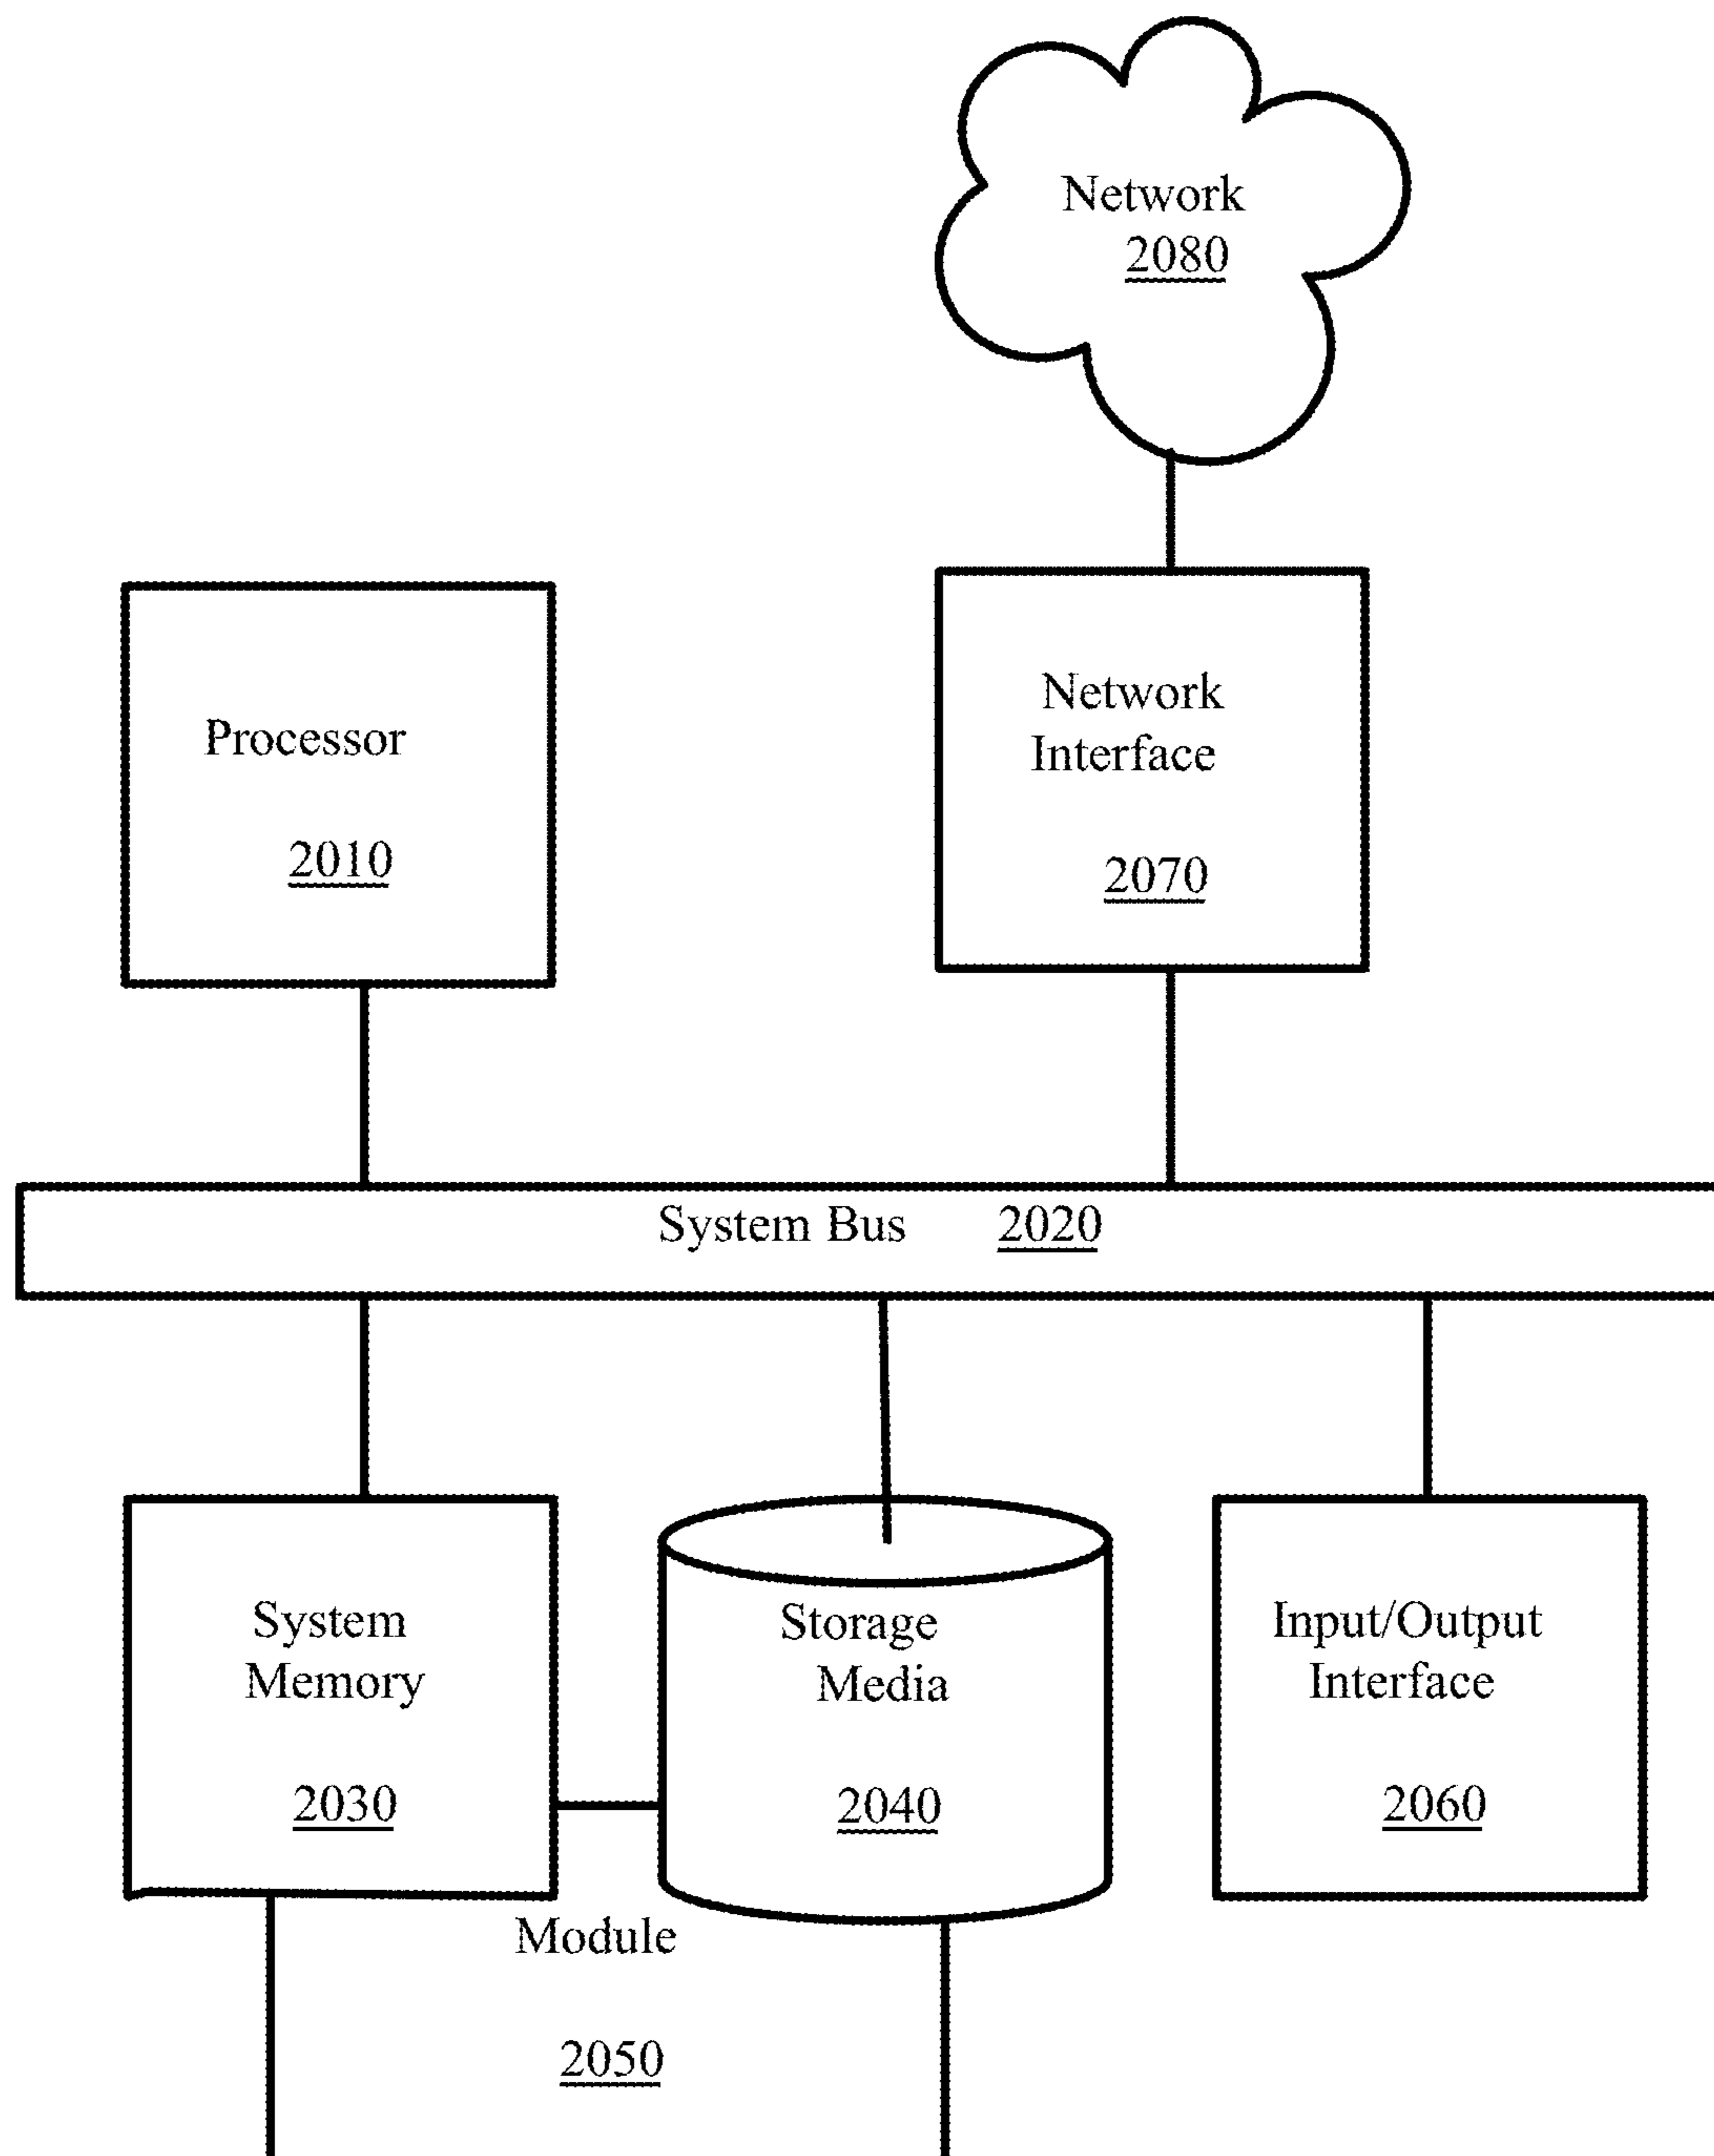 Network
2080
Processor
2010
Network
Interface
2070
System Bus 2020
System
Memory
2030
Storage
Media
2040
Input/Output
Interface
2060
Module
2050